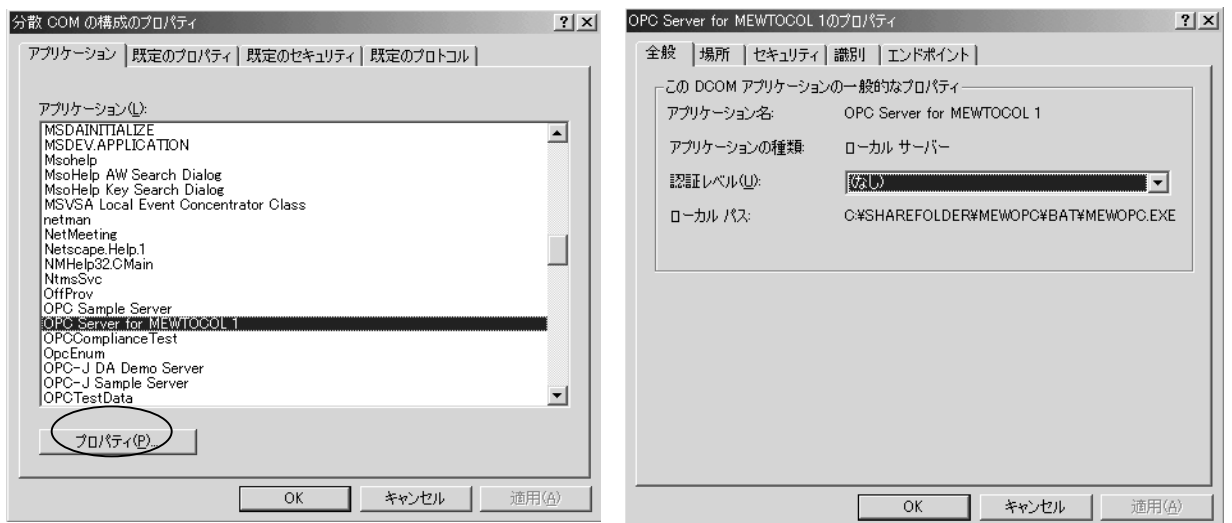 分散 COM の構成のプロパティ
アプリケーション 既定のプロパティ 既定のセキュリティ 既定のプロトコル
アプリケーション(L):
MSDAINITIALIZE
MSDEV.APPLICATION
Msohelp
MsoHelp AW Search Dialog
MsoHelp Key Search Dialog
MSVSA Local Event Concentrator Class
netman
NetMeeting
Netscape.Help.1
NMHelp32.CMain
NtmsSvc
OffProv
OPC Sample Server
OPC Server for MEWTOCOL 1
OPCComplianceTest
OpcEnum
OPC-J DA Demo Server
OPC-J Sample Server
OPCTestData
プロパティ(P)...
OK キャンセル 適用(A)
OPC Server for MEWTOCOL 1のプロパティ
全般 場所 セキュリティ 識別 エンドポイント
この DCOM アプリケーションの一般的なプロパティ
アプリケーション名: OPC Server for MEWTOCOL 1
アプリケーションの種類: ローカル サーバー
認証レベル(U): (なし)
ローカル パス: C:¥SHAREFOLDER¥MEWOPC¥BAT¥MEWOPC.EXE
OK キャンセル 適用(A)